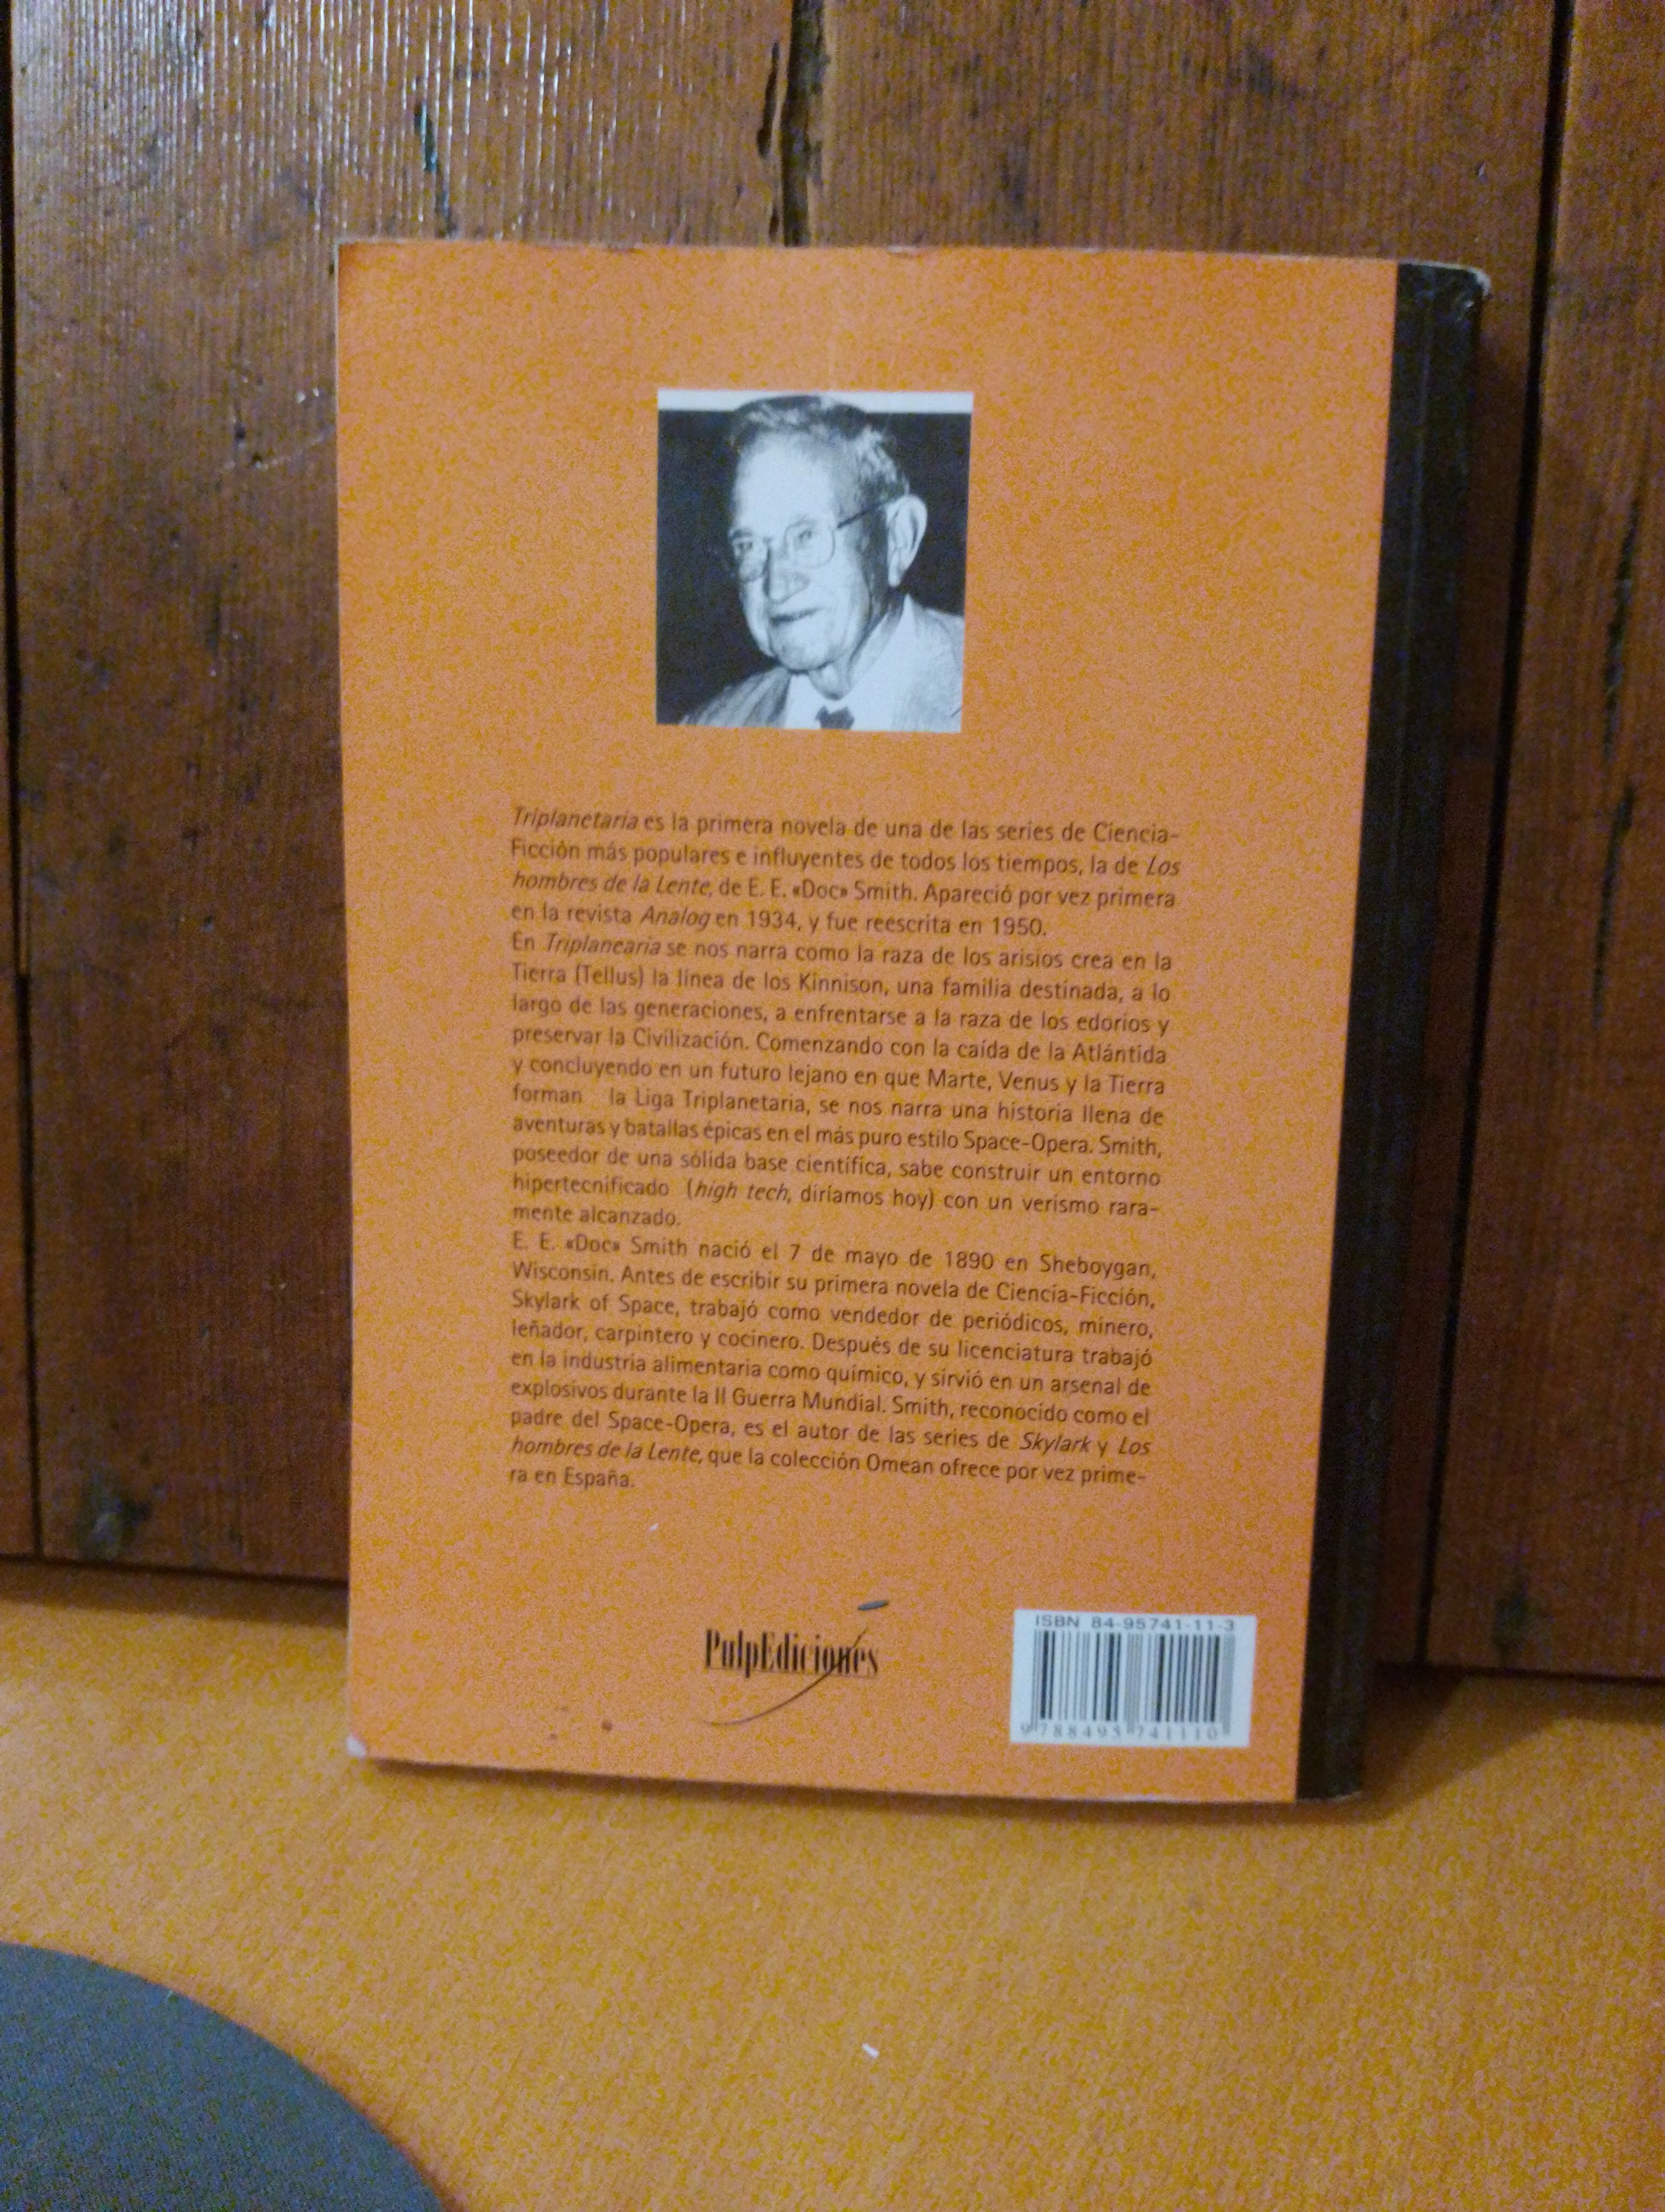 Triplanetaria es la primera novela de una de las series de Ciencia-
Ficción más populares e influyentes de todos los tiempos, la de Los
hombres de la Lente, de E. E. «Doc» Smith. Apareció por vez primera
en la revista Analog en 1934, y fue reescrita en 1950.
En Triplanearia se nos narra como la raza de los arisios crea en la
Tierra (Tellus) la línea de los Kinnison, una familia destinada, a lo
largo de las generaciones, a enfrentarse a la raza de los edorios y
preservar la Civilización. Comenzando con la caída de la Atlántida
y concluyendo en un futuro lejano en que Marte, Venus y la Tierra
forman la Liga Triplanetaria, se nos narra una historia llena de
aventuras y batallas épicas en el más puro estilo Space-Opera. Smith,
poseedor de una sólida base científica, sabe construir un entorno
hipertecnificado (high tech, diríamos hoy) con un verismo rara-
mente alcanzado.
E. E. «Doc» Smith nació el 7 de mayo de 1890 en Sheboygan,
Wisconsin. Antes de escribir su primera novela de Ciencia-Ficción,
Skylark of Space, trabajó como vendedor de periódicos, minero,
leñador, carpintero y cocinero. Después de su licenciatura trabajó
en la industria alimentaria como químico, y sirvió en un arsenal de
explosivos durante la II Guerra Mundial. Smith, reconocido como el
padre del Space-Opera, es el autor de las series de Skylark y Los
hombres de la Lente, que la colección Omean ofrece por vez prime-
ra en España.
PulpEdiciones
ISBN 84-95741-11-3
9 788495 741110